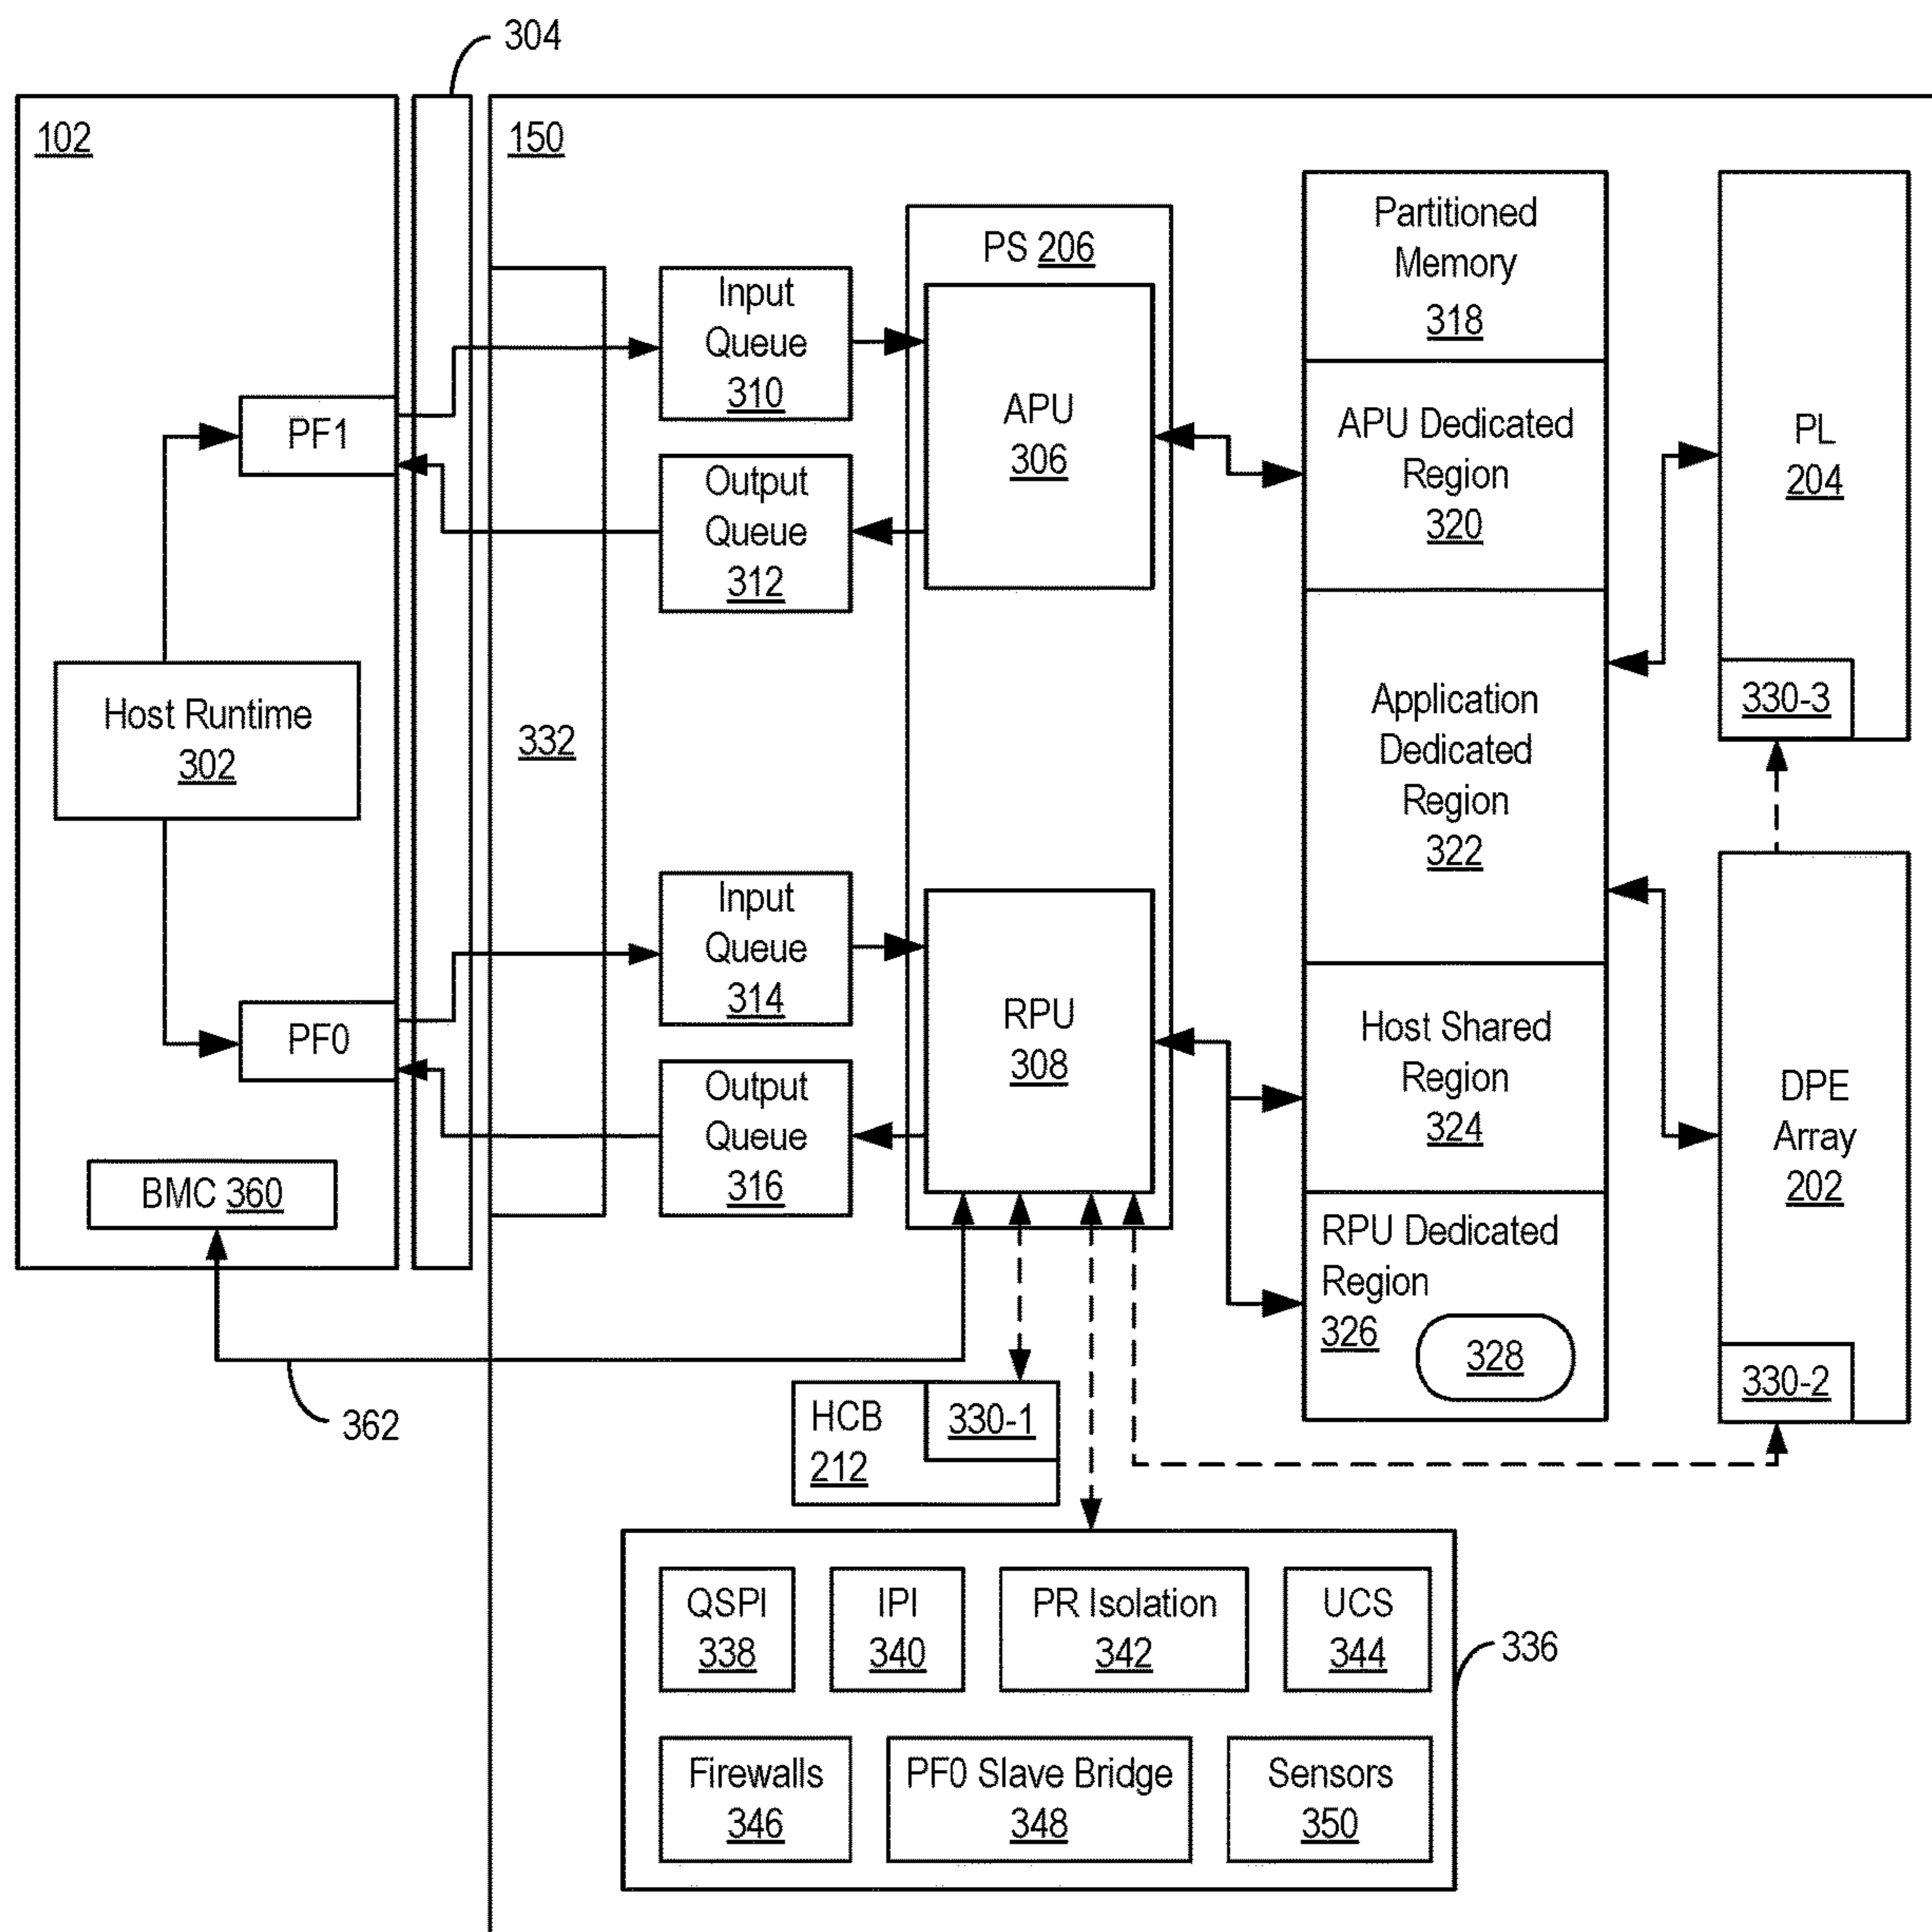 304
102
150
PF1
Host Runtime
302
PF0
BMC 360
332
Input
Queue
310
Output
Queue
312
Input
Queue
314
Output
Queue
316
PS 206
APU
306
RPU
308
Partitioned
Memory
318
APU Dedicated
Region
320
Application
Dedicated
Region
322
Host Shared
Region
324
RPU Dedicated
Region
326
328
PL
204
330-3
DPE
Array
202
330-2
362
HCB
212
330-1
QSPI
338
IPI
340
PR Isolation
342
UCS
344
336
Firewalls
346
PF0 Slave Bridge
348
Sensors
350